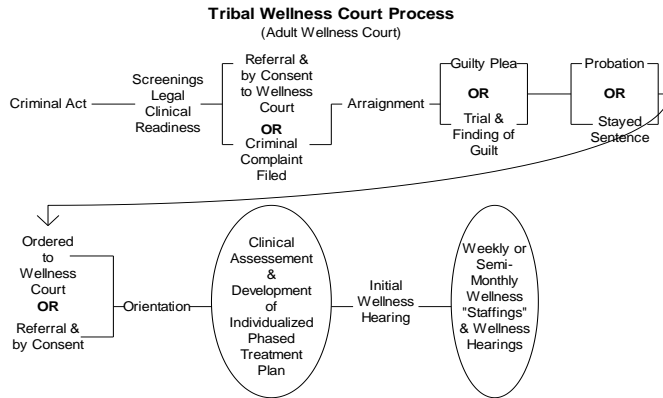 Tribal Wellness Court Process
(Adult Wellness Court)
Criminal Act
Screenings
Legal
Clinical
Readiness
Referral &
by Consent
to Wellness
Court
OR
Criminal
Complaint
Filed
Arraignment
Guilty Plea
OR
Trial &
Finding of
Guilt
Probation
OR
Stayed
Sentence
Ordered
to
Wellness
Court
OR
Referral &
by Consent
Orientation
Clinical
Assessement
&
Development
of
Individualized
Phased
Treatment
Plan
Initial
Wellness
Hearing
Weekly or
Semi-
Monthly
Wellness
"Staffings"
& Wellness
Hearings